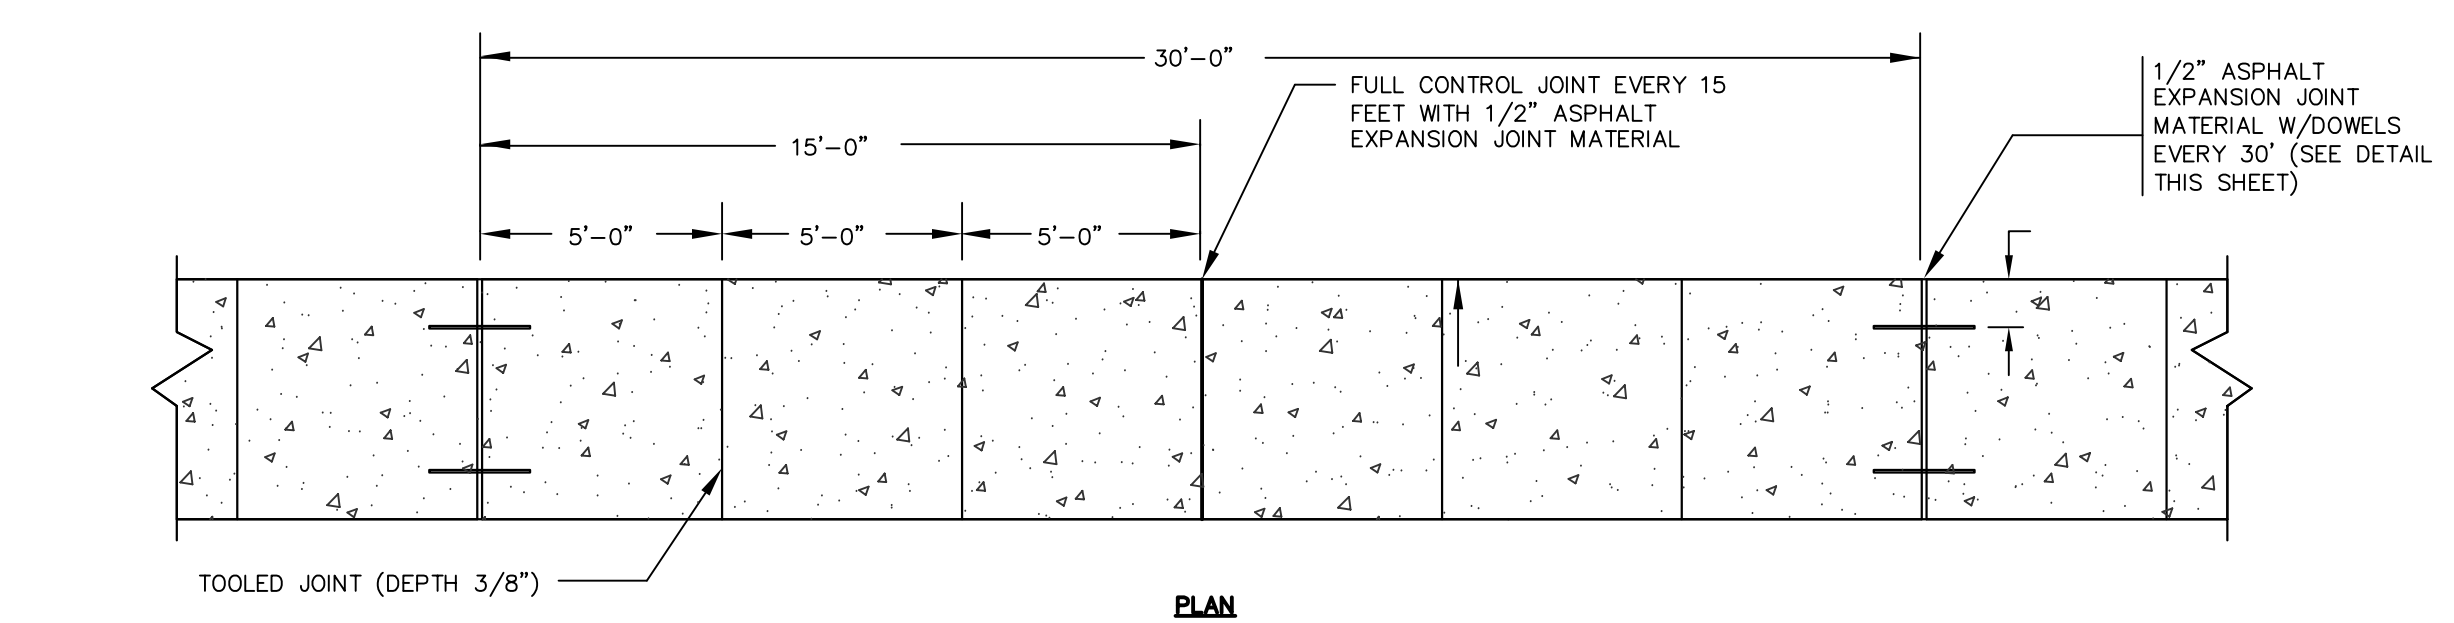 30'-0"
FULL CONTROL JOINT EVERY 15
FEET WITH 1/2" ASPHALT
EXPANSION JOINT MATERIAL
1/2" ASPHALT
EXPANSION JOINT
MATERIAL W/DOWELS
EVERY 30' (SEE DETAIL
THIS SHEET)
15'-0"
5'-0"
5'-0"
5'-0"
TOOLED JOINT (DEPTH 3/8")
PLAN